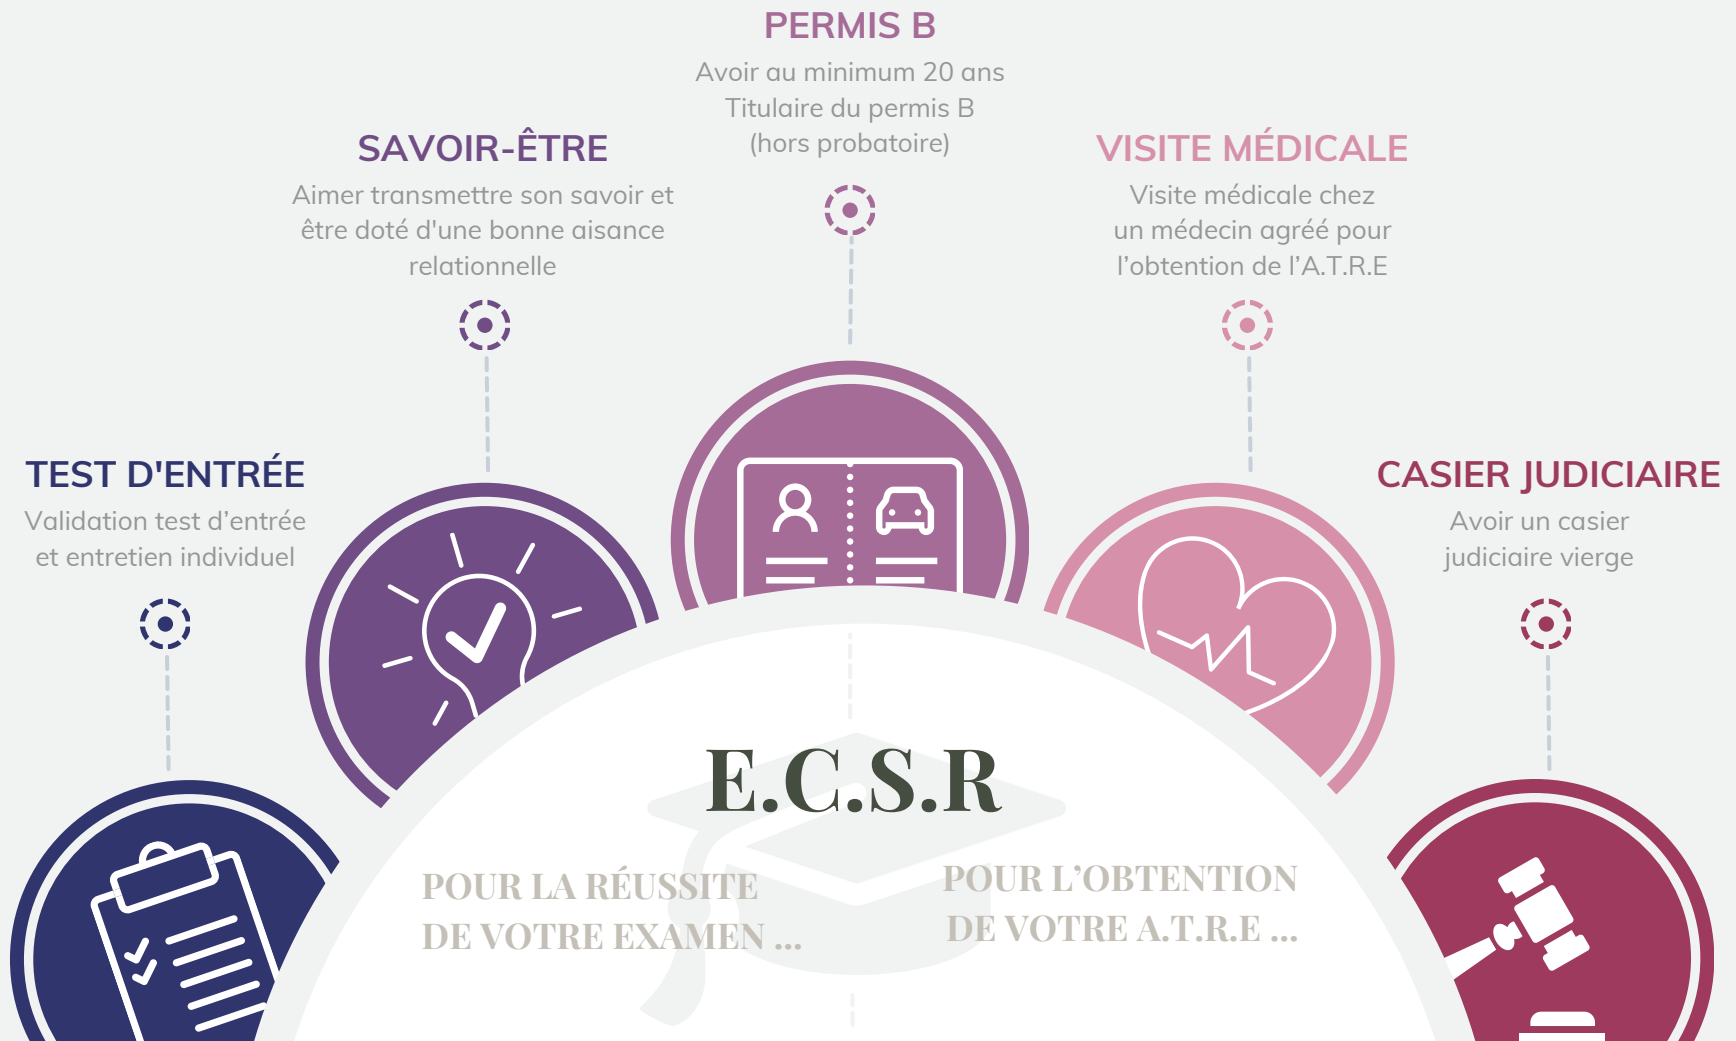 PERMIS B
Avoir au minimum 20 ans
Titulaire du permis B
(hors probatoire)
SAVOIR-ÊTRE
Aimer transmettre son savoir et
être doté d'une bonne aisance
relationnelle
VISITE MÉDICALE
Visite médicale chez
un médecin agréé pour
l’obtention de l’A.T.R.E
TEST D'ENTRÉE
Validation test d’entrée
et entretien individuel
CASIER JUDICIAIRE
Avoir un casier
judiciaire vierge
E.C.S.R
POUR LA RÉUSSITE
DE VOTRE EXAMEN ...
POUR L’OBTENTION
DE VOTRE A.T.R.E ...